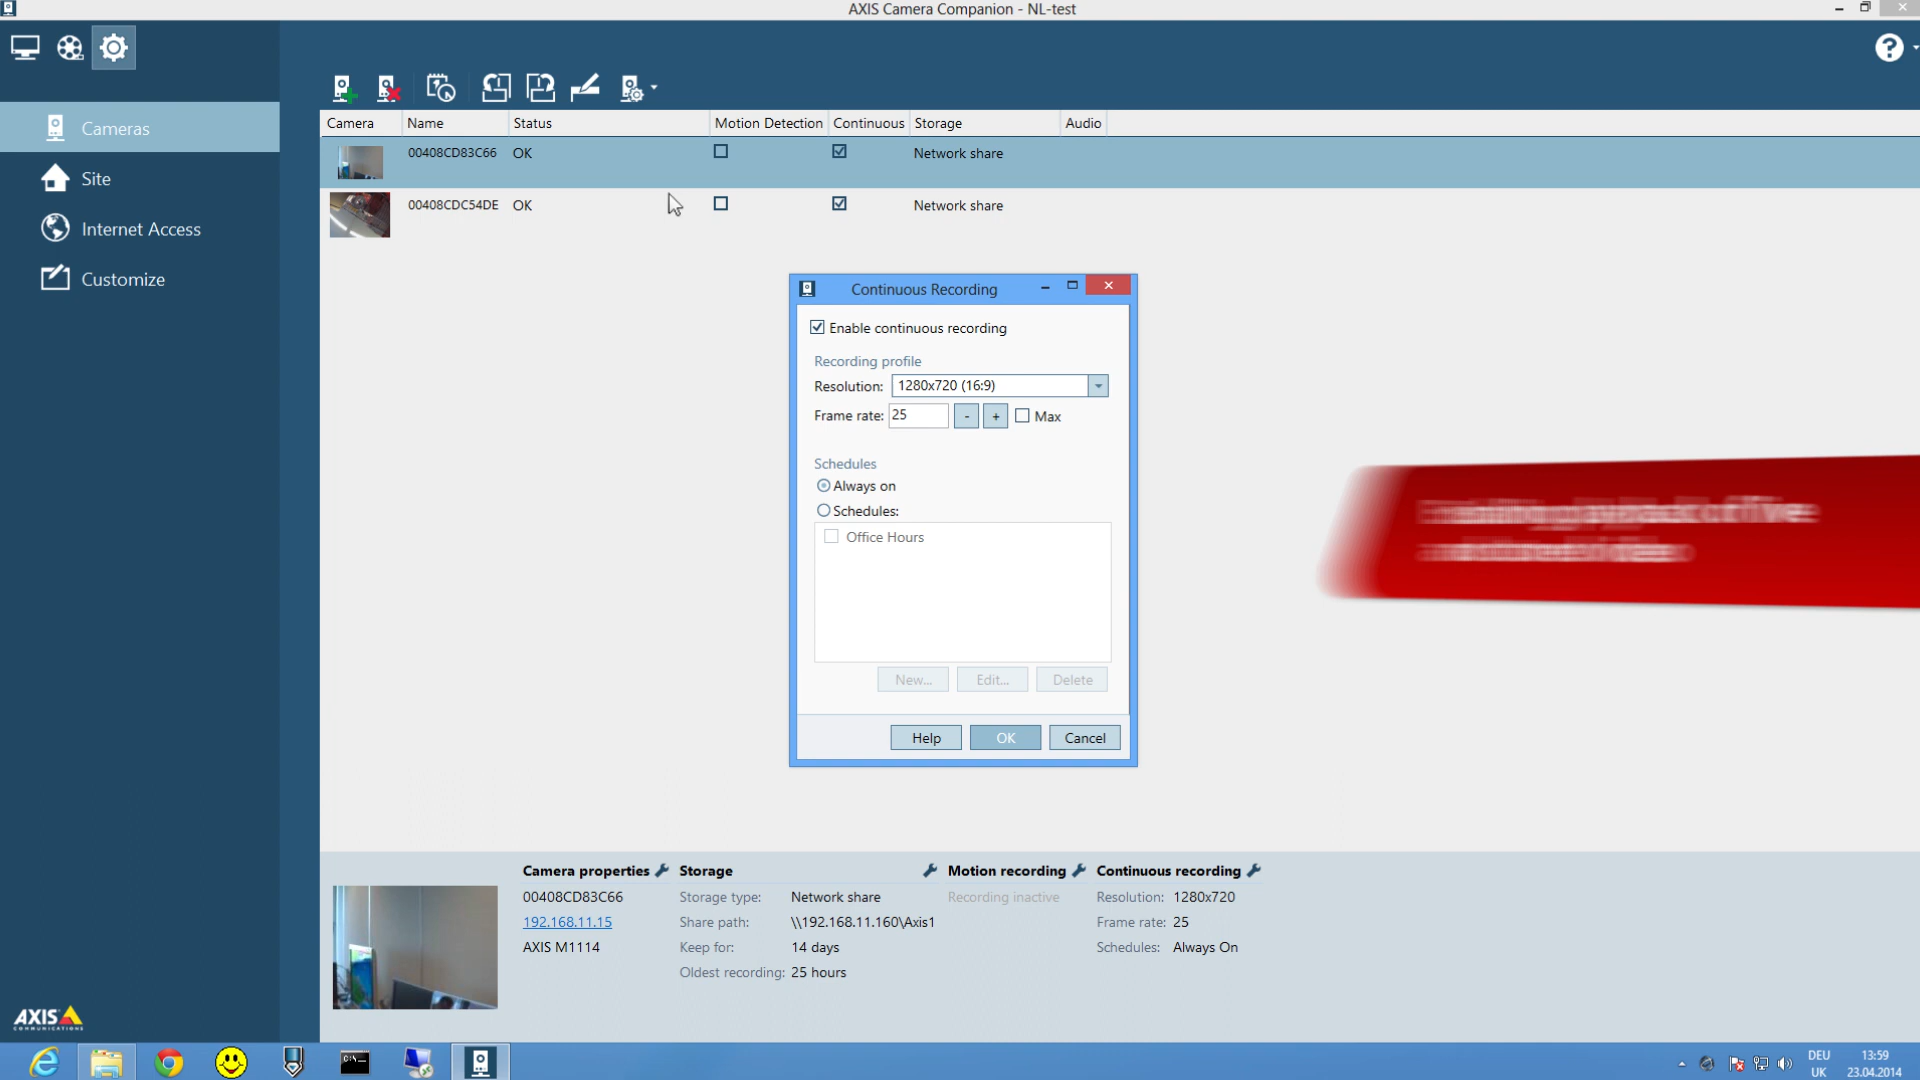 AXIS Camera Companion - NL-test
Cameras
Site
Internet Access
Customize
Camera Name Status Motion Detection Continuous Storage Audio
00408CD83C66 OK Network share
00408CDC54DE OK Network share
Continuous Recording
Enable continuous recording
Recording profile
Resolution: 1280x720 (16:9)
Frame rate: 25 - + Max
Schedules
Always on
Schedules:
Office Hours
New... Edit... Delete
Help OK Cancel
Camera properties Storage Motion recording Continuous recording
00408CD83C66 Storage type: Network share Recording inactive Resolution: 1280x720
192.168.11.15 Share path: \\192.168.11.160\Axis1 Frame rate: 25
AXIS M1114 Keep for: 14 days Schedules: Always On
Oldest recording: 25 hours
AXIS
COMMUNICATIONS
DEU 13:59
UK 23.04.2014